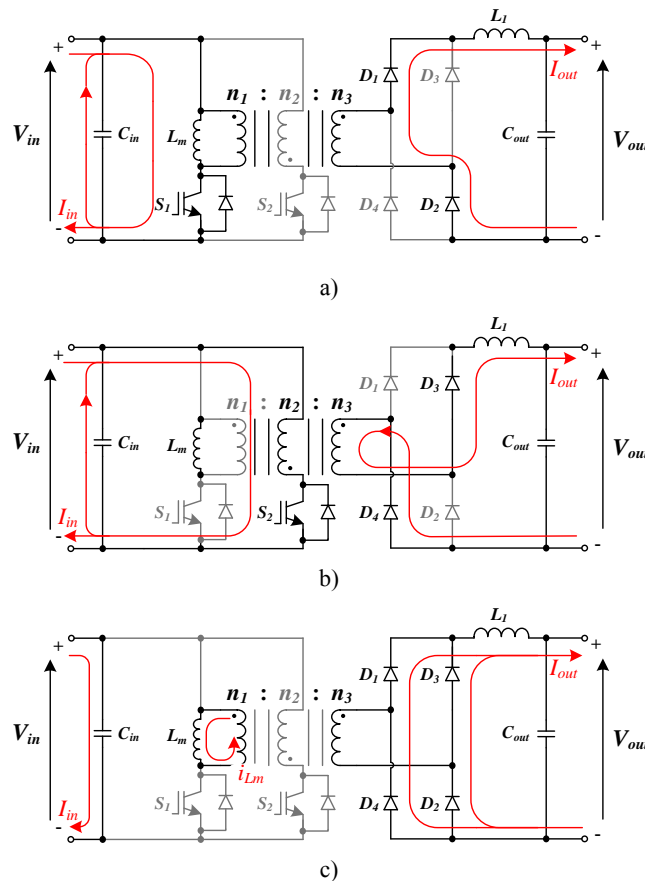 L1
+ +
n1 : n2 : n3 D1 D3 Iout
Vin Cin Lm Cout Vout
S1 S2 D4 D2
Iin
- -
a)
L1
+ +
n1 : n2 : n3 D1 D3 Iout
Vin Cin Lm Cout Vout
S1 S2 D4 D2
Iin
- -
b)
L1
+ +
n1 : n2 : n3 D1 D3 Iout
Vin Cin Lm Cout Vout
iLm
S1 S2 D4 D2
Iin
- -
c)